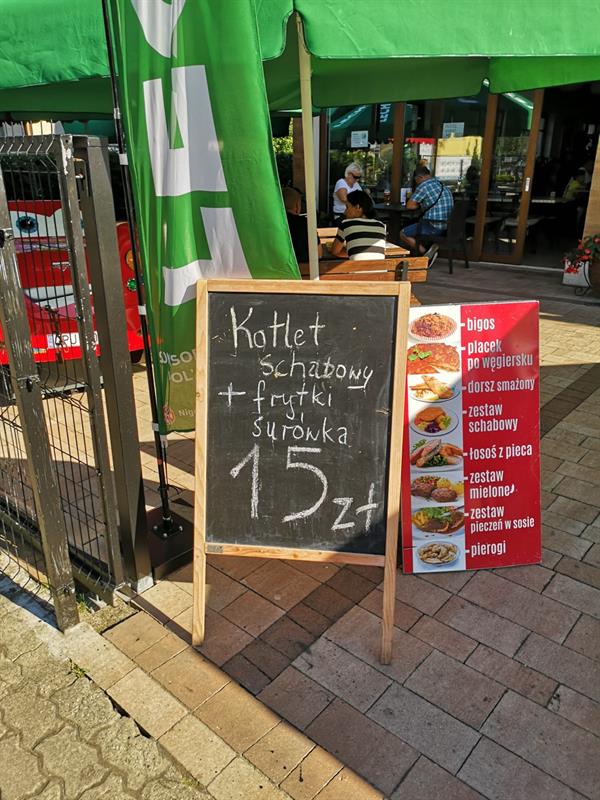 Kotlet
schabowy
+ frytki
surówka
15 zł
bigos
placek
po węgiersku
dorsz smażony
zestaw
schabowy
łosoś z pieca
zestaw
mielone
zestaw
pieczeń w sosie
pierogi